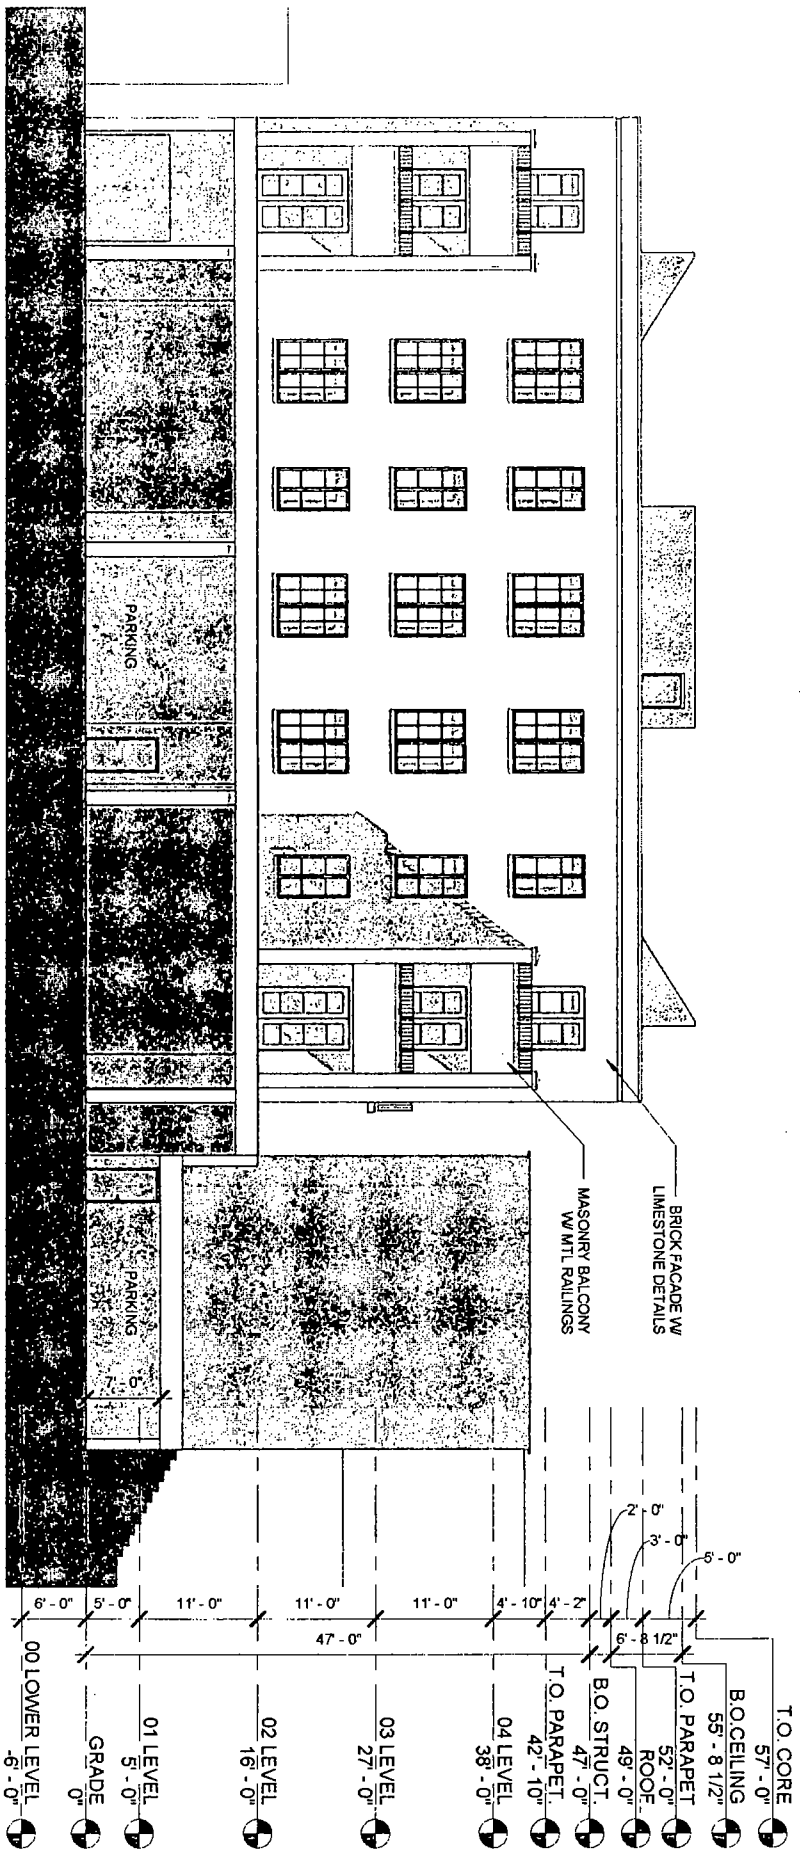 BRICK FACADE W/
LIMESTONE DETAILS
MASONRY BALCONY
W/ MTL RAILINGS
PARKING
PARKING
7' - 0"
2' - 0"
3' - 0"
5' - 0"
6' - 0"
5' - 0"
11' - 0"
11' - 0"
11' - 0"
4' - 10"
4' - 2"
47' - 0"
6' - 8 1/2"
T.O. CORE
57' - 0"
B.O.CEILING
55' - 8 1/2"
T.O. PARAPET
52' - 0"
ROOF
49' - 0"
B.O. STRUCT.
47' - 0"
T.O. PARAPET.
42' - 10"
04 LEVEL
38' - 0"
03
27' - 0"
02 LEVEL
16' - 0"
01 LEVEL
5' - 0"
GRADE
0"
00 LOWER LEVEL
-6' - 0"